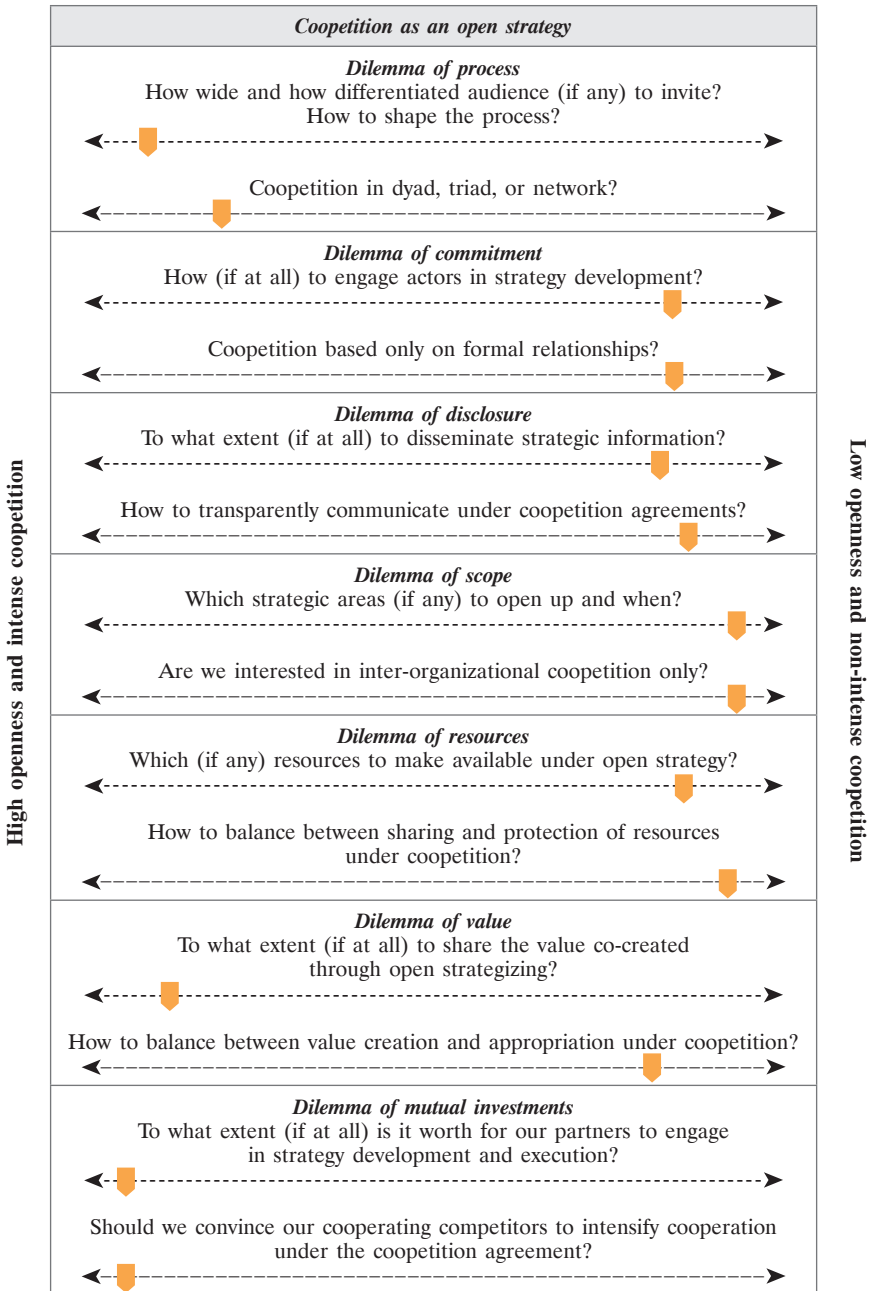 Coopetition as an open strategy
Dilemma of process
How wide and how differentiated audience (if any) to invite?
How to shape the process?
Coopetition in dyad, triad, or network?
Dilemma of commitment
How (if at all) to engage actors in strategy development?
Coopetition based only on formal relationships?
Dilemma of disclosure
To what extent (if at all) to disseminate strategic information?
How to transparently communicate under coopetition agreements?
Dilemma of scope
Which strategic areas (if any) to open up and when?
Are we interested in inter-organizational coopetition only?
Dilemma of resources
Which (if any) resources to make available under open strategy?
How to balance between sharing and protection of resources
under coopetition?
Dilemma of value
To what extent (if at all) to share the value co-created
through open strategizing?
How to balance between value creation and appropriation under coopetition?
Dilemma of mutual investments
To what extent (if at all) is it worth for our partners to engage
in strategy development and execution?
Should we convince our cooperating competitors to intensify cooperation
under the coopetition agreement?
High openness and intense coopetition
Low openness and non-intense coopetition